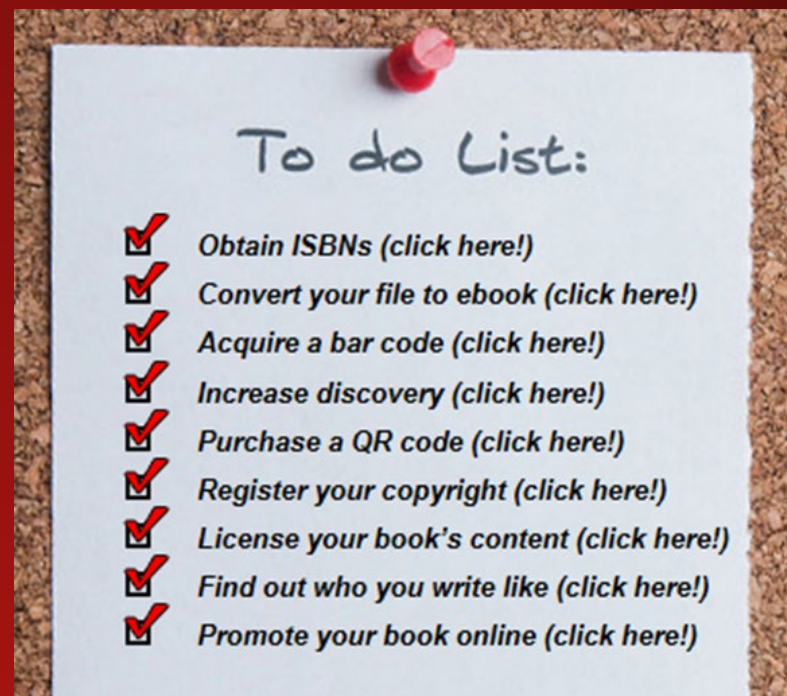 To do List:
Obtain ISBNs (click here!)
Convert your file to ebook (click here!)
Acquire a bar code (click here!)
Increase discovery (click here!)
Purchase a QR code (click here!)
Register your copyright (click here!)
License your book's content (click here!)
Find out who you write like (click here!)
Promote your book online (click here!)